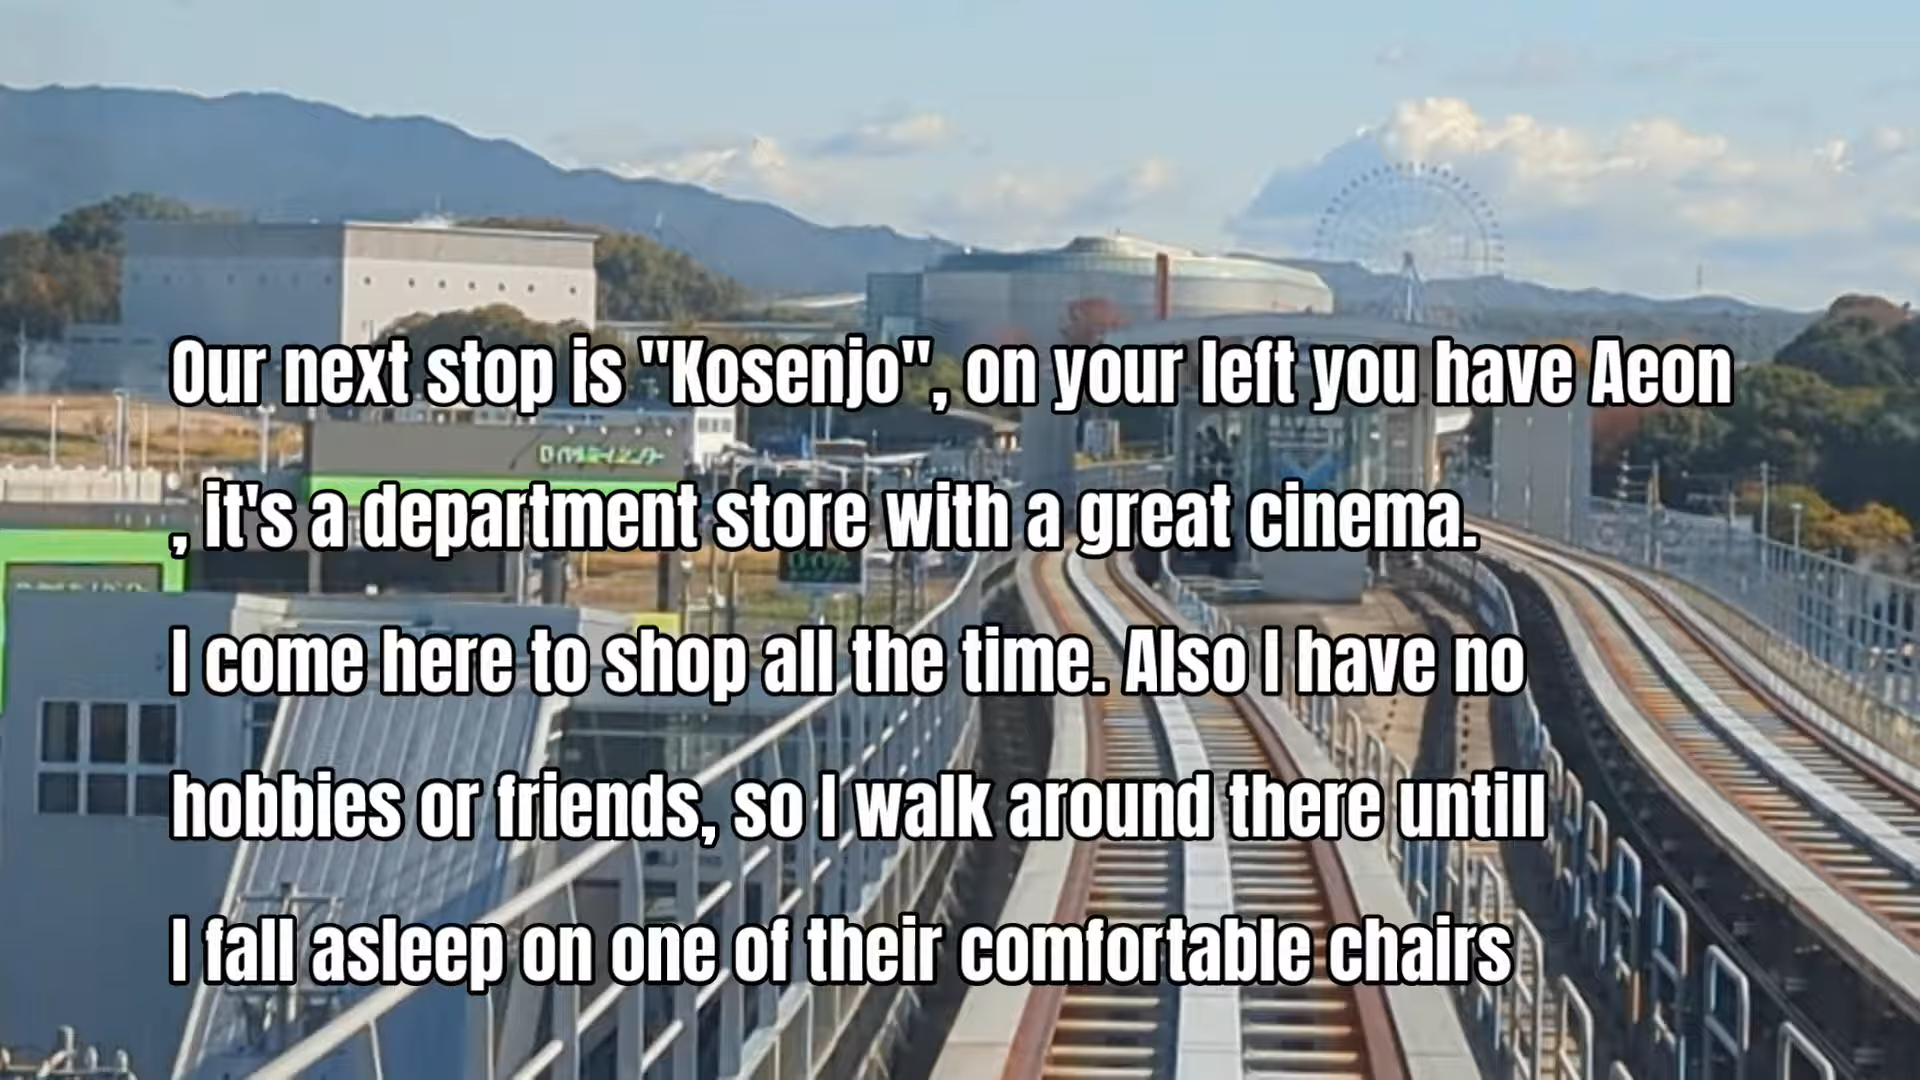 Our next stop is "Kosenjo", on your left you have Aeon
, it's a department store with a great cinema.
I come here to shop all the time. Also I have no
hobbies or friends, so I walk around there untill
I fall asleep on one of their comfortable chairs